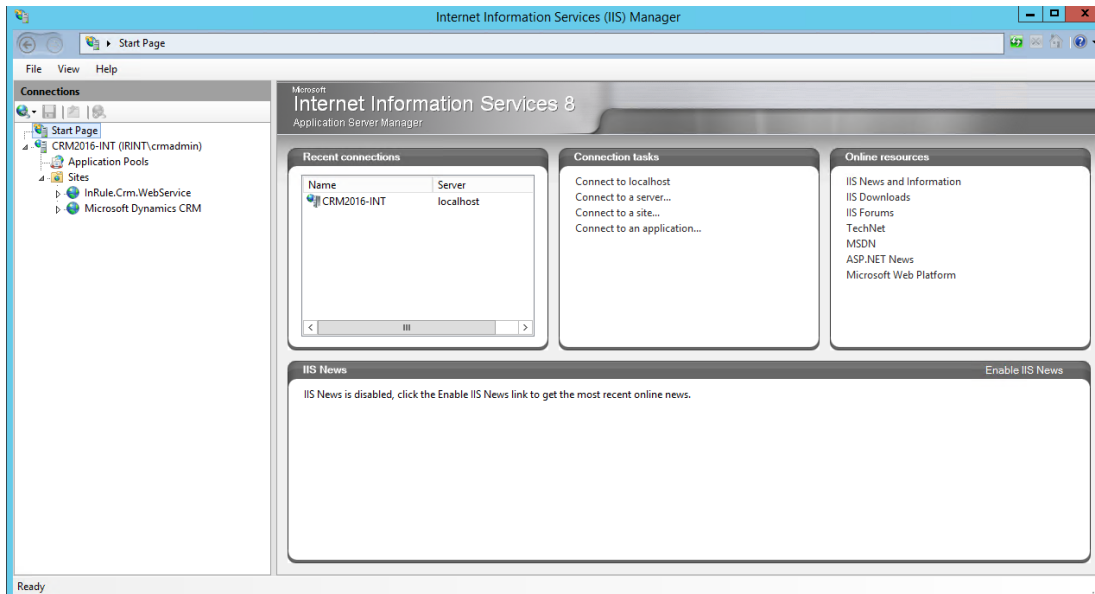 Internet Information Services (IIS) Manager
Start Page
File View Help
Connections
Start Page
CRM2016-INT (IRINT\crmadmin)
Application Pools
Sites
InRule.Crm.WebService
Microsoft Dynamics CRM
Microsoft
Internet Information Services 8
Application Server Manager
Recent connections
Name Server
CRM2016-INT localhost
Connection tasks
Connect to localhost
Connect to a server...
Connect to a site...
Connect to an application...
Online resources
IIS News and Information
IIS Downloads
IIS Forums
TechNet
MSDN
ASP.NET News
Microsoft Web Platform
IIS News Enable IIS News
IIS News is disabled, click the Enable IIS News link to get the most recent online news.
Ready